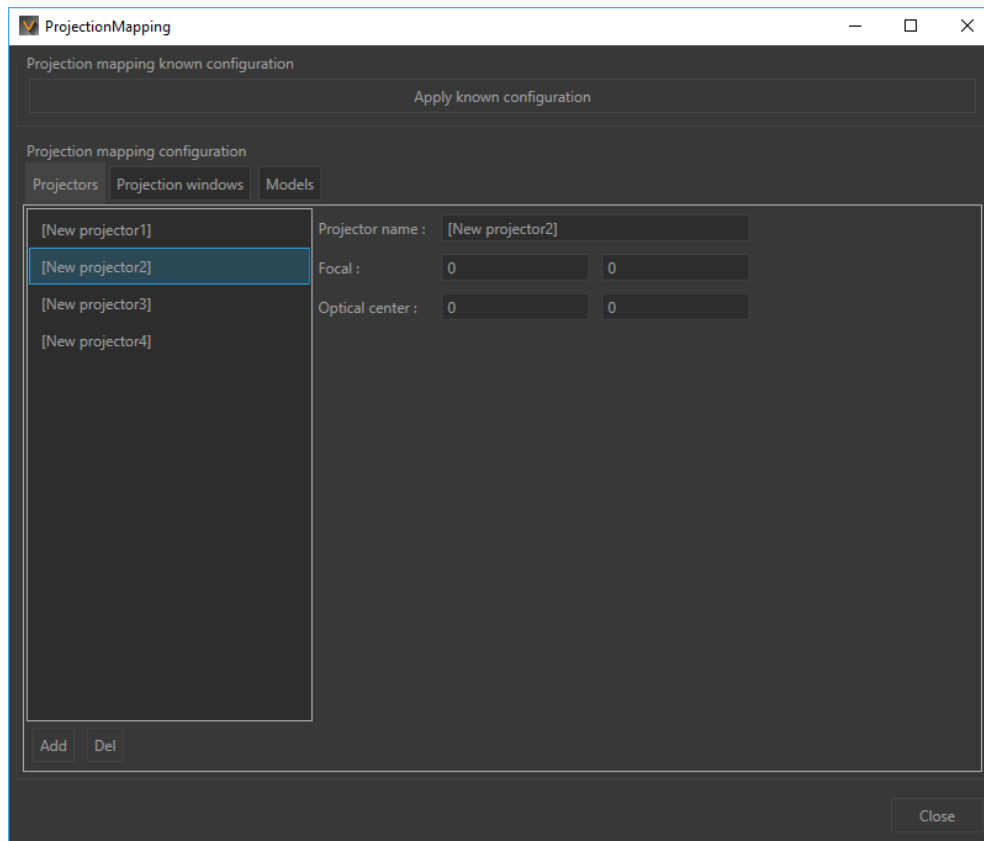 ProjectionMapping
Projection mapping known configuration
Apply known configuration
Projection mapping configuration
Projectors Projection windows Models
[New projector1]
[New projector2]
[New projector3]
[New projector4]
Projector name : [New projector2]
Focal : 0 0
Optical center : 0 0
Add Del
Close